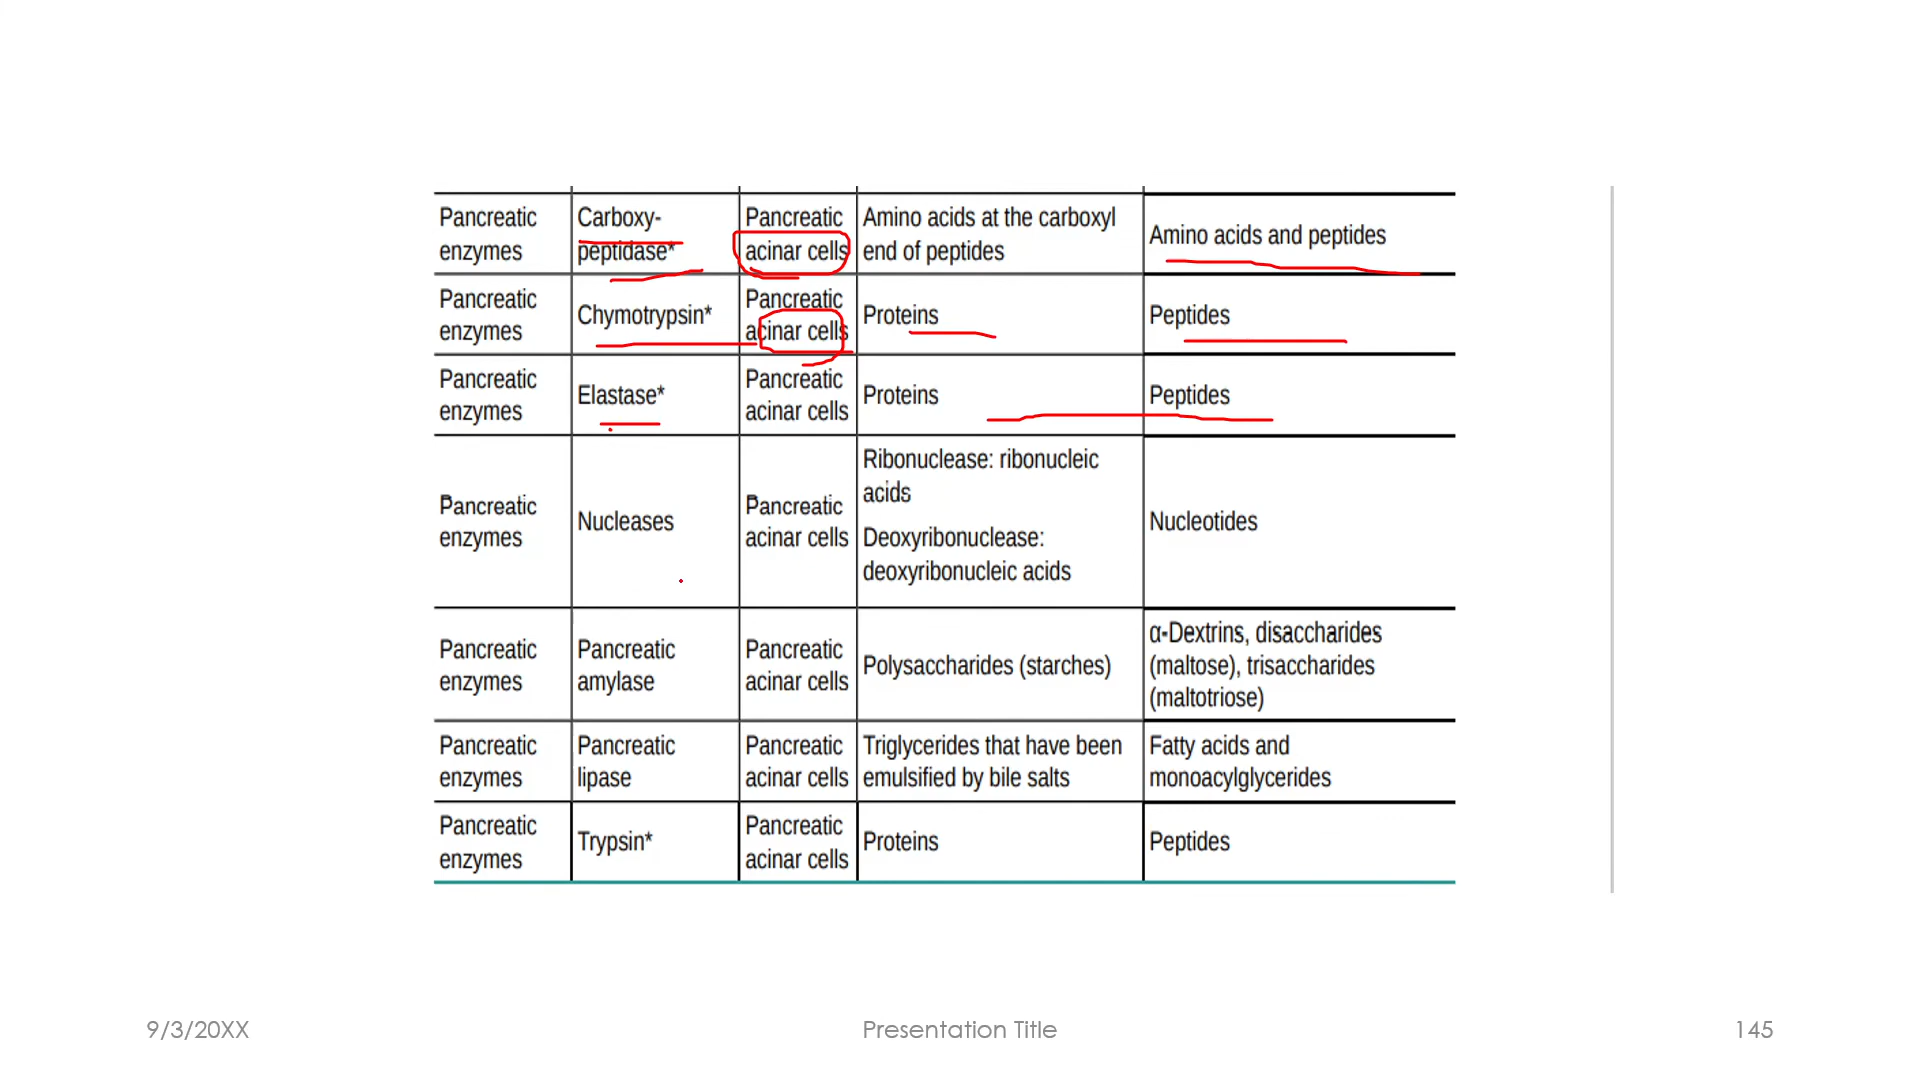 Pancreatic enzymes Carboxy-peptidase* Pancreatic acinar cells Amino acids at the carboxyl end of peptides Amino acids and peptides
Pancreatic enzymes Chymotrypsin* Pancreatic acinar cells Proteins Peptides
Pancreatic enzymes Elastase* Pancreatic acinar cells Proteins Peptides
Pancreatic enzymes Nucleases Pancreatic acinar cells Ribonuclease: ribonucleic acids Deoxyribonuclease: deoxyribonucleic acids Nucleotides
Pancreatic enzymes Pancreatic amylase Pancreatic acinar cells Polysaccharides (starches) α-Dextrins, disaccharides (maltose), trisaccharides (maltotriose)
Pancreatic enzymes Pancreatic lipase Pancreatic acinar cells Triglycerides that have been emulsified by bile salts Fatty acids and monoacylglycerides
Pancreatic enzymes Trypsin* Pancreatic acinar cells Proteins Peptides
9/3/20XX Presentation Title 145